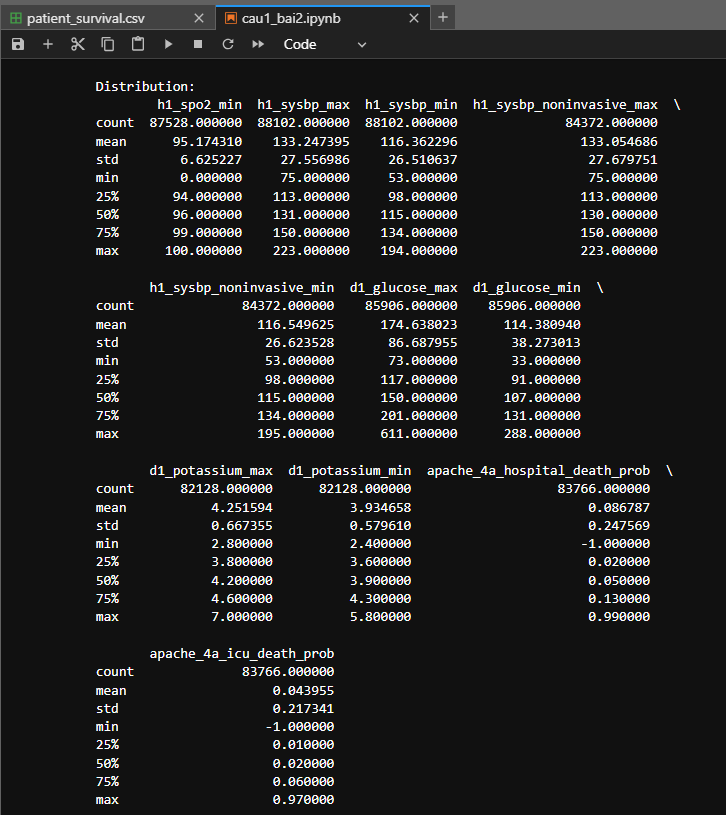 patient_survival.csv
cau1_bai2.ipynb
Code
Distribution:
h1_spo2_min h1_sysbp_max h1_sysbp_min h1_sysbp_noninvasive_max \
count 87528.000000 88102.000000 88102.000000 84372.000000
mean 95.174310 133.247395 116.362296 133.054686
std 6.625227 27.556986 26.510637 27.679751
min 0.000000 75.000000 53.000000 75.000000
25% 94.000000 113.000000 98.000000 113.000000
50% 96.000000 131.000000 115.000000 130.000000
75% 99.000000 150.000000 134.000000 150.000000
max 100.000000 223.000000 194.000000 223.000000
h1_sysbp_noninvasive_min d1_glucose_max d1_glucose_min \
count 84372.000000 85906.000000 85906.000000
mean 116.549625 174.638023 114.380940
std 26.623528 86.687955 38.273013
min 53.000000 73.000000 33.000000
25% 98.000000 117.000000 91.000000
50% 115.000000 150.000000 107.000000
75% 134.000000 201.000000 131.000000
max 195.000000 611.000000 288.000000
d1_potassium_max d1_potassium_min apache_4a_hospital_death_prob \
count 82128.000000 82128.000000 83766.000000
mean 4.251594 3.934658 0.086787
std 0.667355 0.579610 0.247569
min 2.800000 2.400000 -1.000000
25% 3.800000 3.600000 0.020000
50% 4.200000 3.900000 0.050000
75% 4.600000 4.300000 0.130000
max 7.000000 5.800000 0.990000
apache_4a_icu_death_prob
count 83766.000000
mean 0.043955
std 0.217341
min -1.000000
25% 0.010000
50% 0.020000
75% 0.060000
max 0.970000